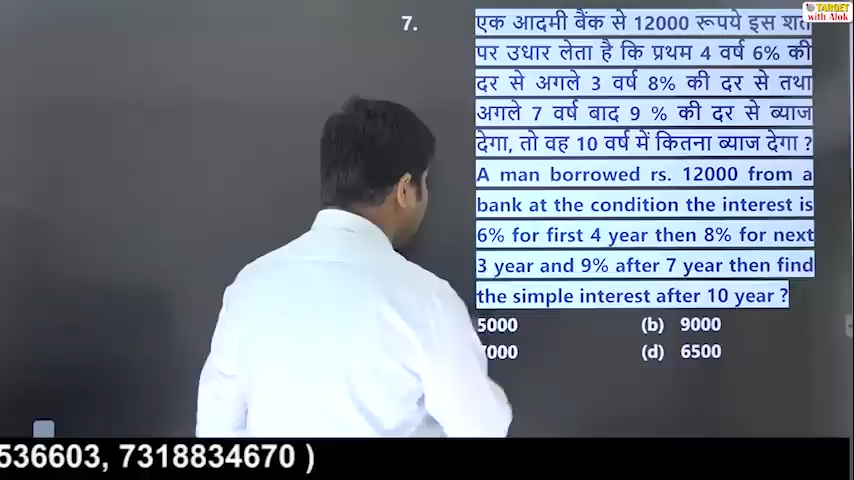 TARGET
with Alok
7.
एक आदमी बैंक से 12000 रूपये इस शर्त
पर उधार लेता है कि प्रथम 4 वर्ष 6% की
दर से अगले 3 वर्ष 8% की दर से तथा
अगले 7 वर्ष बाद 9 % की दर से ब्याज
देगा, तो वह 10 वर्ष में कितना ब्याज देगा ?
A man borrowed rs. 12000 from a
bank at the condition the interest is
6% for first 4 year then 8% for next
3 year and 9% after 7 year then find
the simple interest after 10 year ?
5000 (b) 9000
000 (d) 6500
536603, 7318834670 )